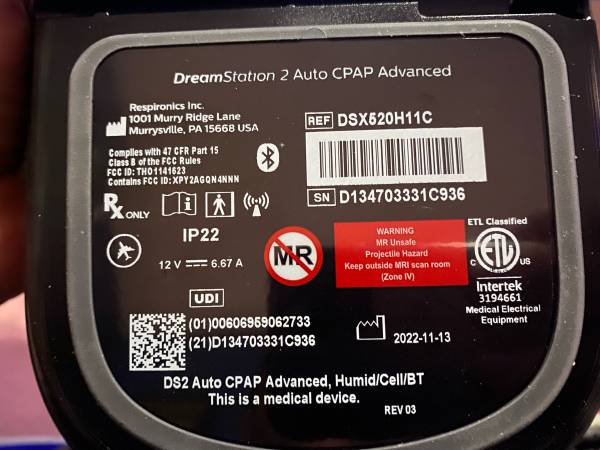 DreamStation 2 Auto CPAP Advanced
Respironics Inc.
1001 Murry Ridge Lane
Murrysville, PA 15668 USA
REF DSX520H11C
Complies with 47 CFR Part 15
Class B of the FCC Rules
FCC ID: THO1141623
Contains FCC ID: XPY2AGQN4NNN
SN D134703331C936
Rx ONLY
IP22
12 V 6.67 A
MR
WARNING
MR Unsafe
Projectile Hazard
Keep outside MRI scan room
(Zone IV)
ETL Classified
ETL
C US
Intertek
3194661
Medical Electrical
Equipment
UDI
(01)00606959062733
(21)D134703331C936
2022-11-13
DS2 Auto CPAP Advanced, Humid/Cell/BT
This is a medical device.
REV 03